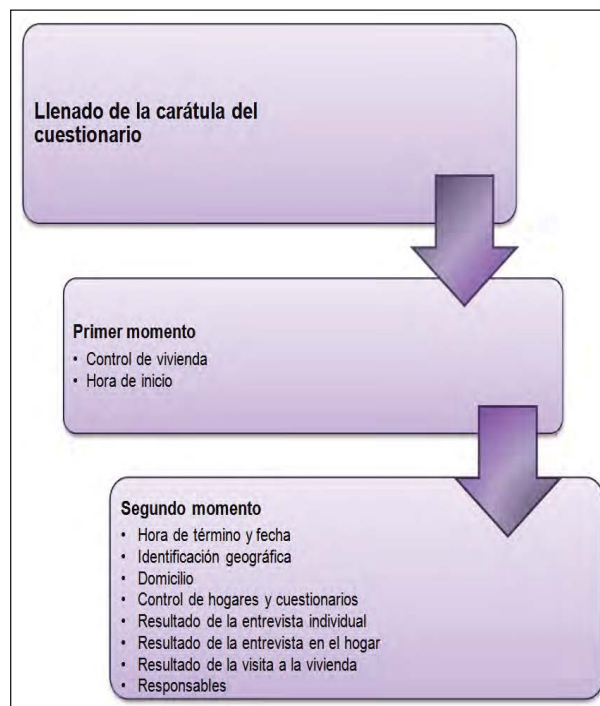 Llenado de la carátula del
cuestionario
Primer momento
• Control de vivienda
• Hora de inicio
Segundo momento
• Hora de término y fecha
• Identificación geográfica
• Domicilio
• Control de hogares y cuestionarios
• Resultado de la entrevista individual
• Resultado de la entrevista en el hogar
• Resultado de la visita a la vivienda
• Responsables